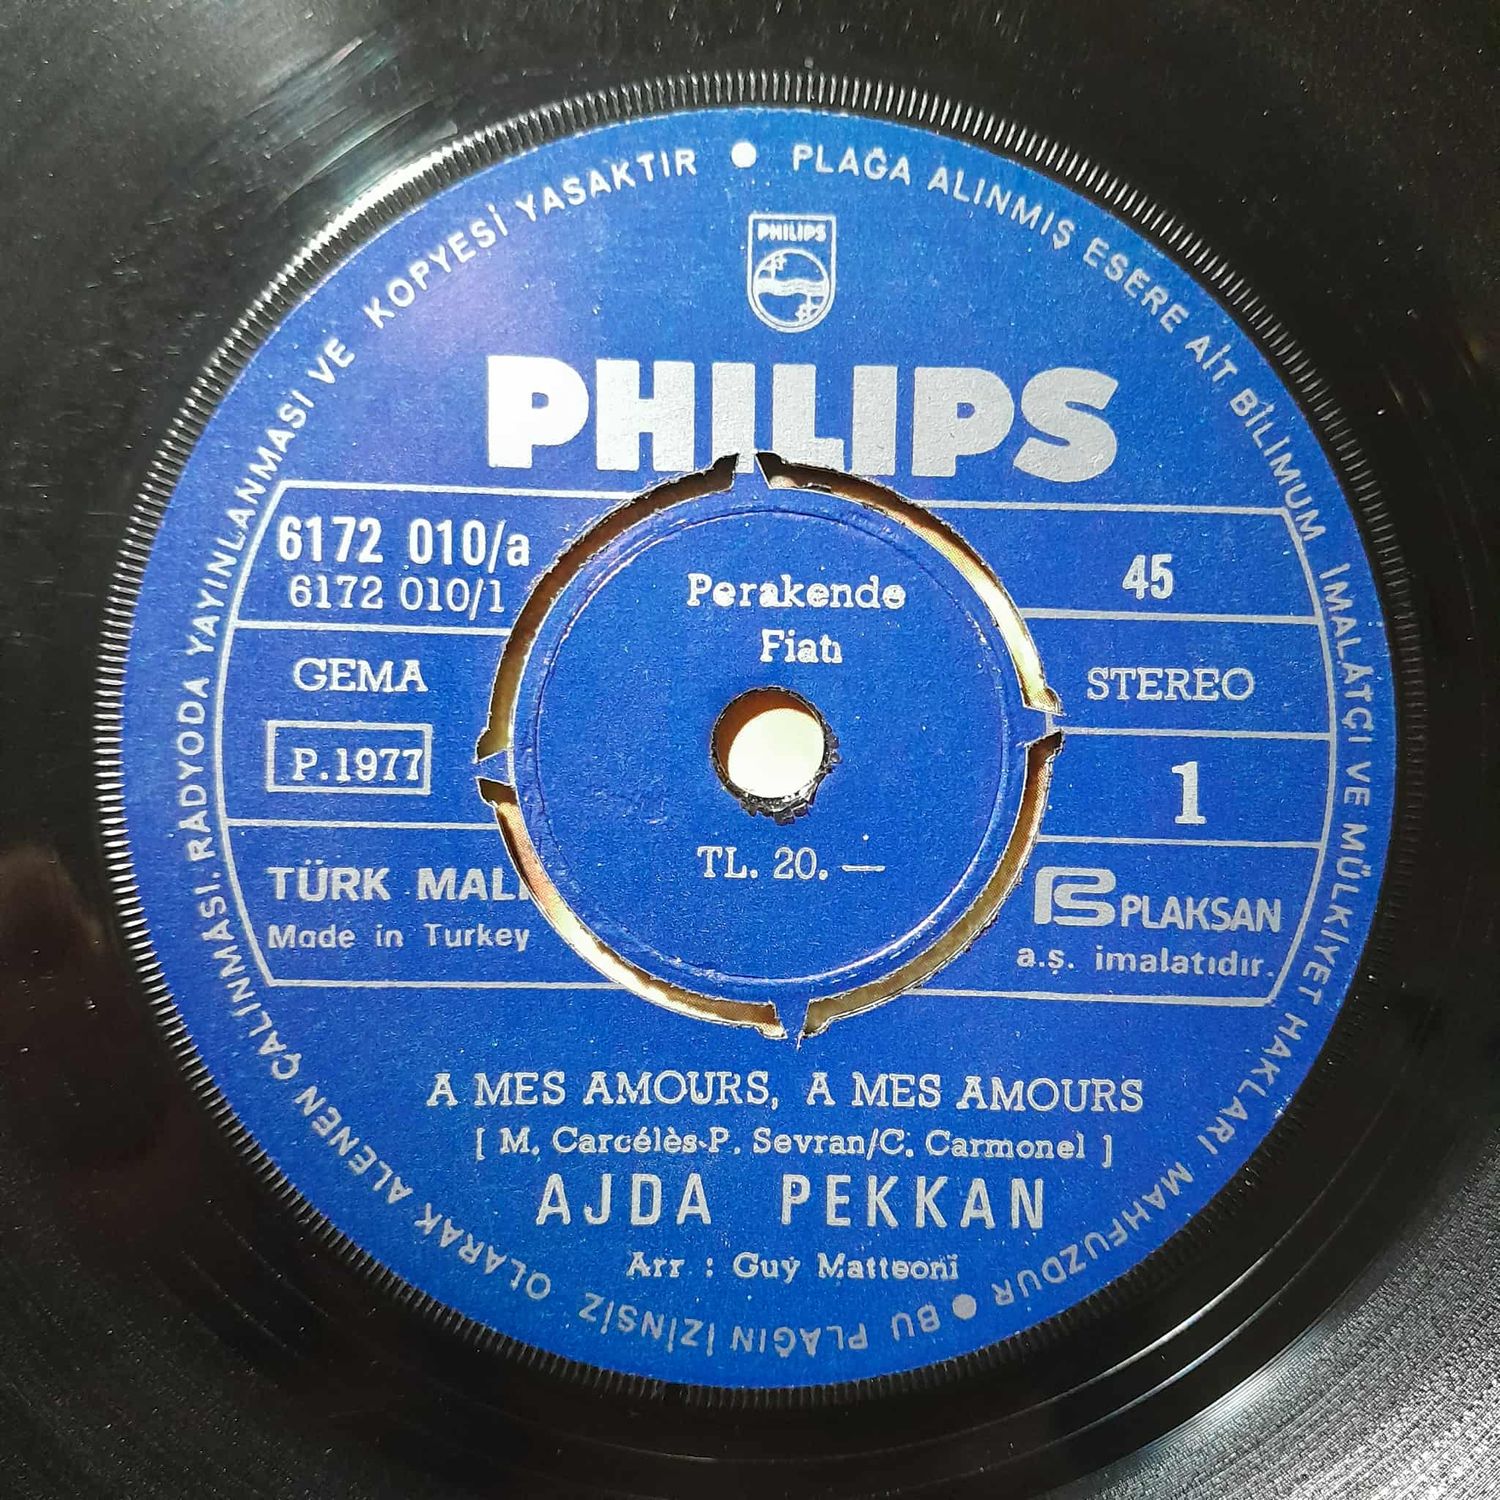 PLAĞA ALINMIŞ ESERE AİT BİLİMUM İMALATÇI VE MÜLKİYET HAKLARI MAHFUZDUR ● BU PLAĞIN İZİNSİZ OLARAK ALENEN ÇALINMASI. RADYODA YAYINLANMASI VE KOPYESİ YASAKTIR ●
PHILIPS
PHILIPS
6172 010/a
6172 010/1
GEMA
P.1977
TÜRK MALI
Made in Turkey
Perakende
Fiatı
TL. 20. —
45
STEREO
1
PLAKSAN
a.ş. imalatıdır.
A MES AMOURS, A MES AMOURS
[ M. Carcélès-P. Sevran/C. Carmonel ]
AJDA PEKKAN
Arr : Guy Matteoni